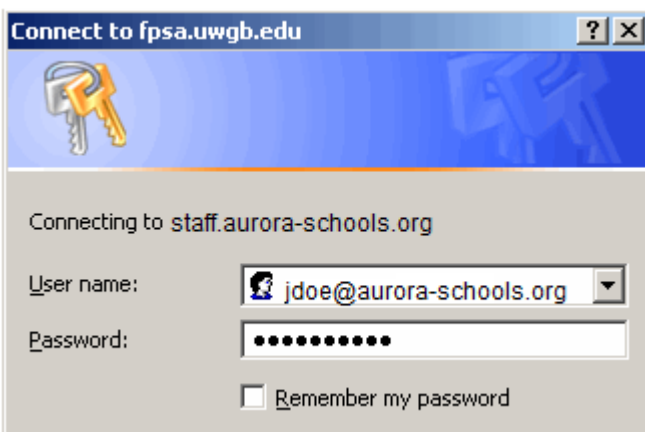 Connect to fpsa.uwgb.edu ? X
Connecting to staff.aurora-schools.org
User name: jdoe@aurora-schools.org
Password: ●●●●●●●●●●
Remember my password